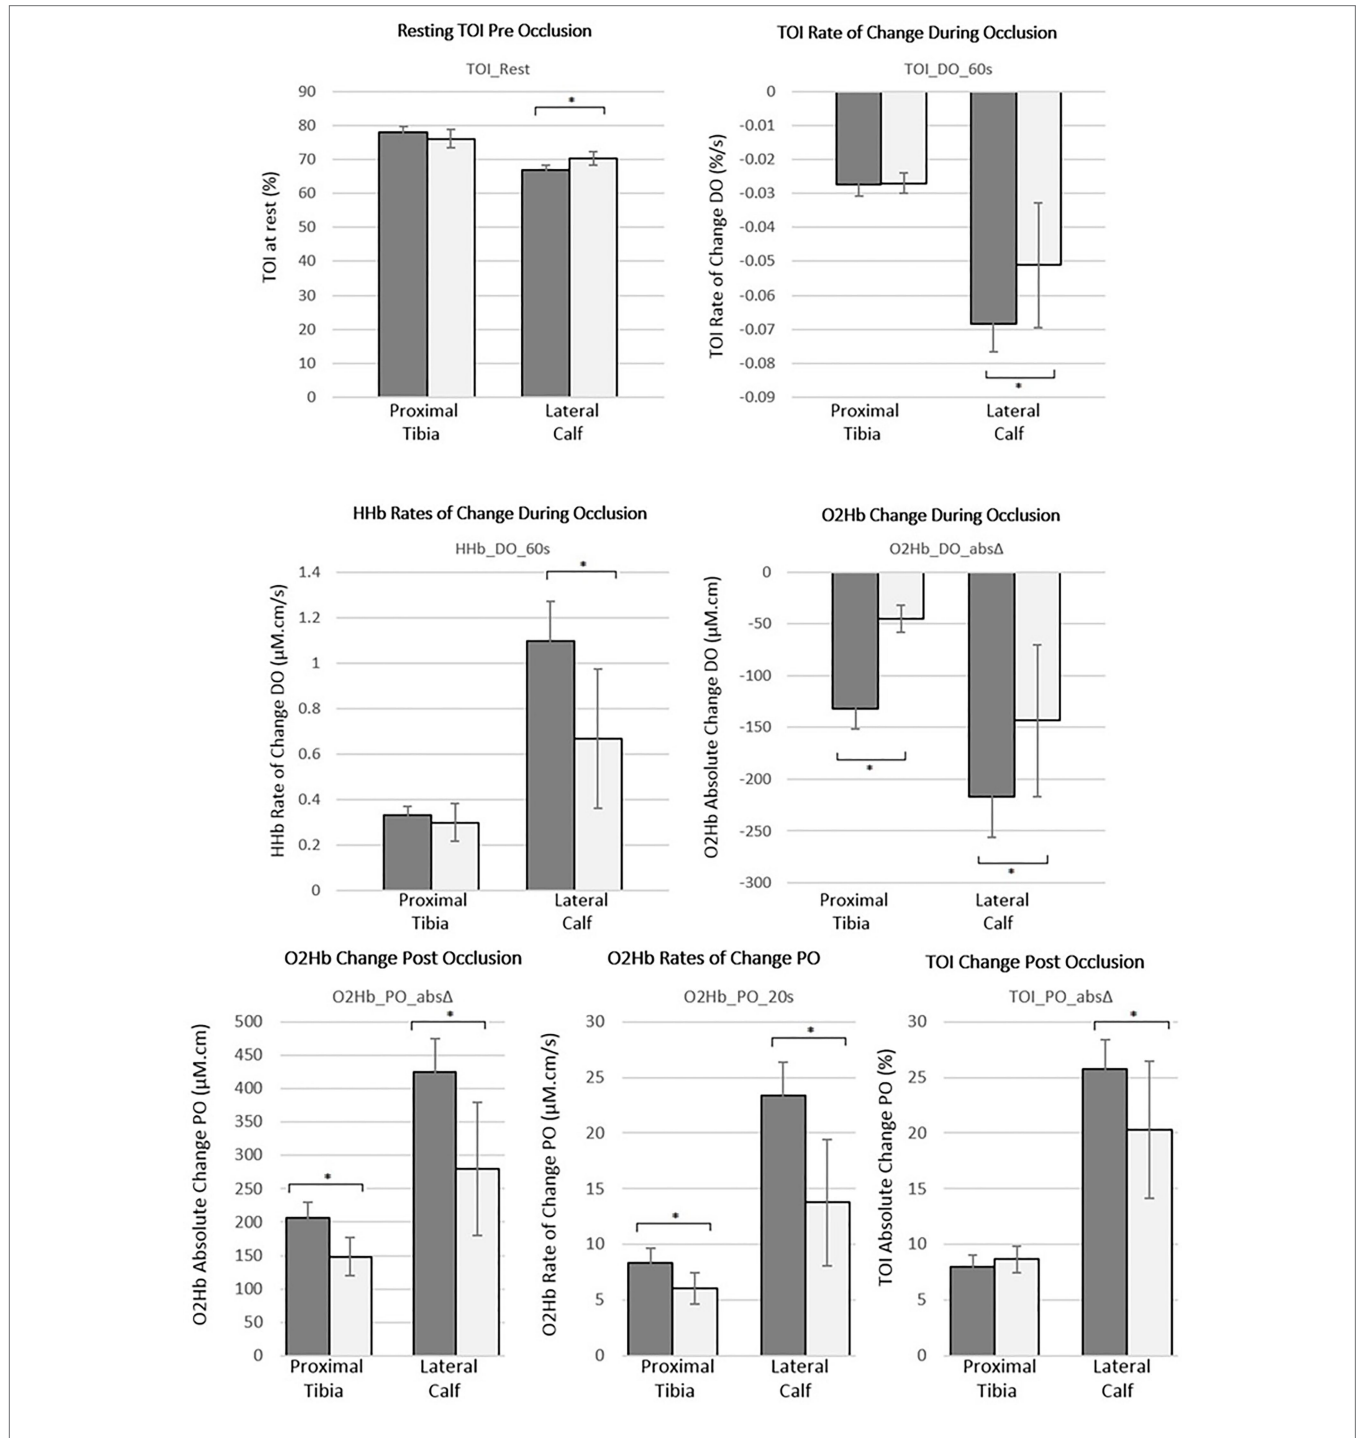 Resting TOI Pre Occlusion
TOI_Rest
TOI at rest (%)
90
80
70
60
50
40
30
20
10
0
*
Proximal
Tibia
Lateral
Calf
TOI Rate of Change During Occlusion
TOI_DO_60s
TOI Rate of Change DO (%/s)
0
-0.01
-0.02
-0.03
-0.04
-0.05
-0.06
-0.07
-0.08
-0.09
*
Proximal
Tibia
Lateral
Calf
HHb Rates of Change During Occlusion
HHb_DO_60s
HHb Rate of Change DO (µM.cm/s)
1.4
1.2
1
0.8
0.6
0.4
0.2
0
*
Proximal
Tibia
Lateral
Calf
O2Hb Change During Occlusion
O2Hb_DO_absΔ
O2Hb Absolute Change DO (µM.cm)
0
-50
-100
-150
-200
-250
-300
*
*
Proximal
Tibia
Lateral
Calf
O2Hb Change Post Occlusion
O2Hb_PO_absΔ
O2Hb Absolute Change PO (µM.cm)
500
450
400
350
300
250
200
150
100
50
0
*
*
Proximal
Tibia
Lateral
Calf
O2Hb Rates of Change PO
O2Hb_PO_20s
O2Hb Rate of Change PO (µM.cm/s)
30
25
20
15
10
5
0
*
*
Proximal
Tibia
Lateral
Calf
TOI Change Post Occlusion
TOI_PO_absΔ
TOI Absolute Change PO (%)
30
25
20
15
10
5
0
*
Proximal
Tibia
Lateral
Calf